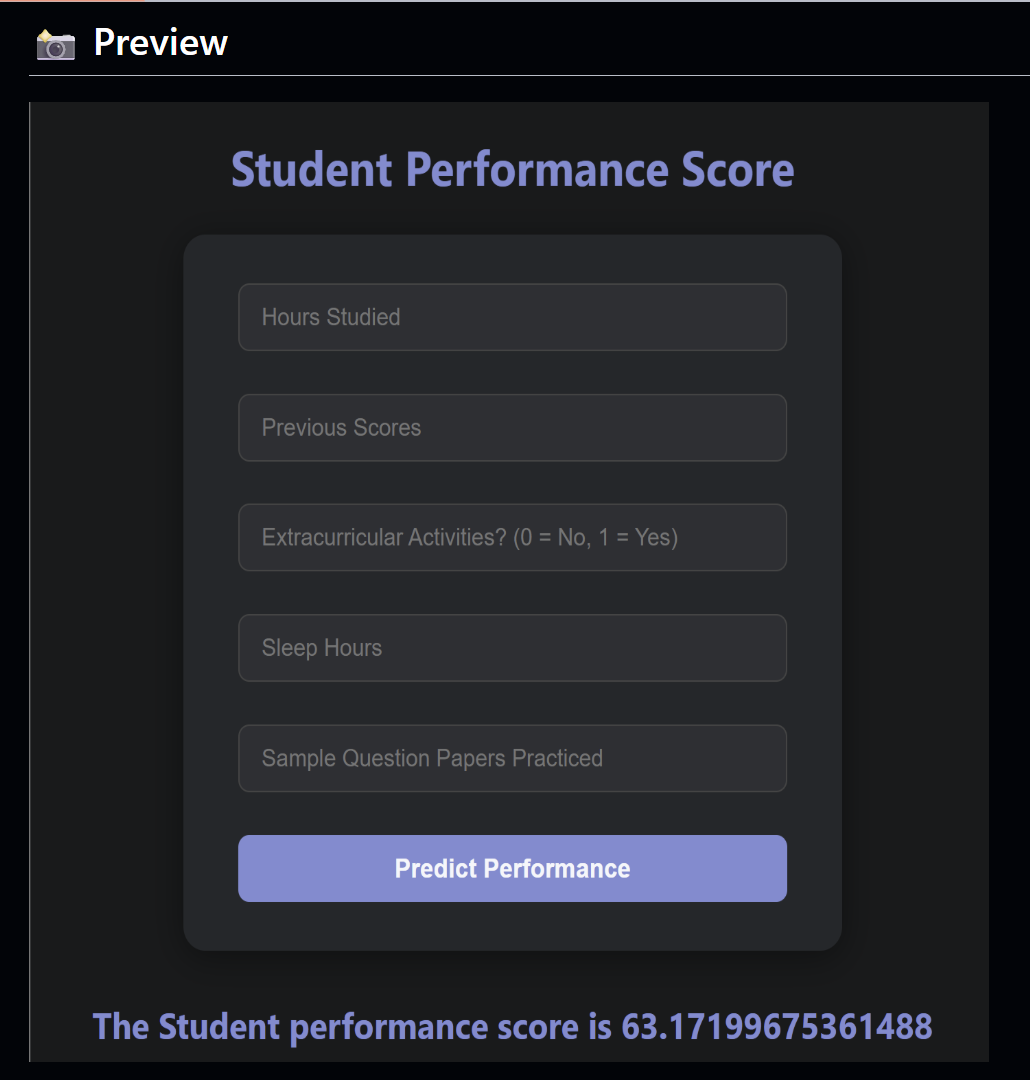 Preview
Student Performance Score
Hours Studied
Previous Scores
Extracurricular Activities? (0 = No, 1 = Yes)
Sleep Hours
Sample Question Papers Practiced
Predict Performance
The Student performance score is 63.17199675361488